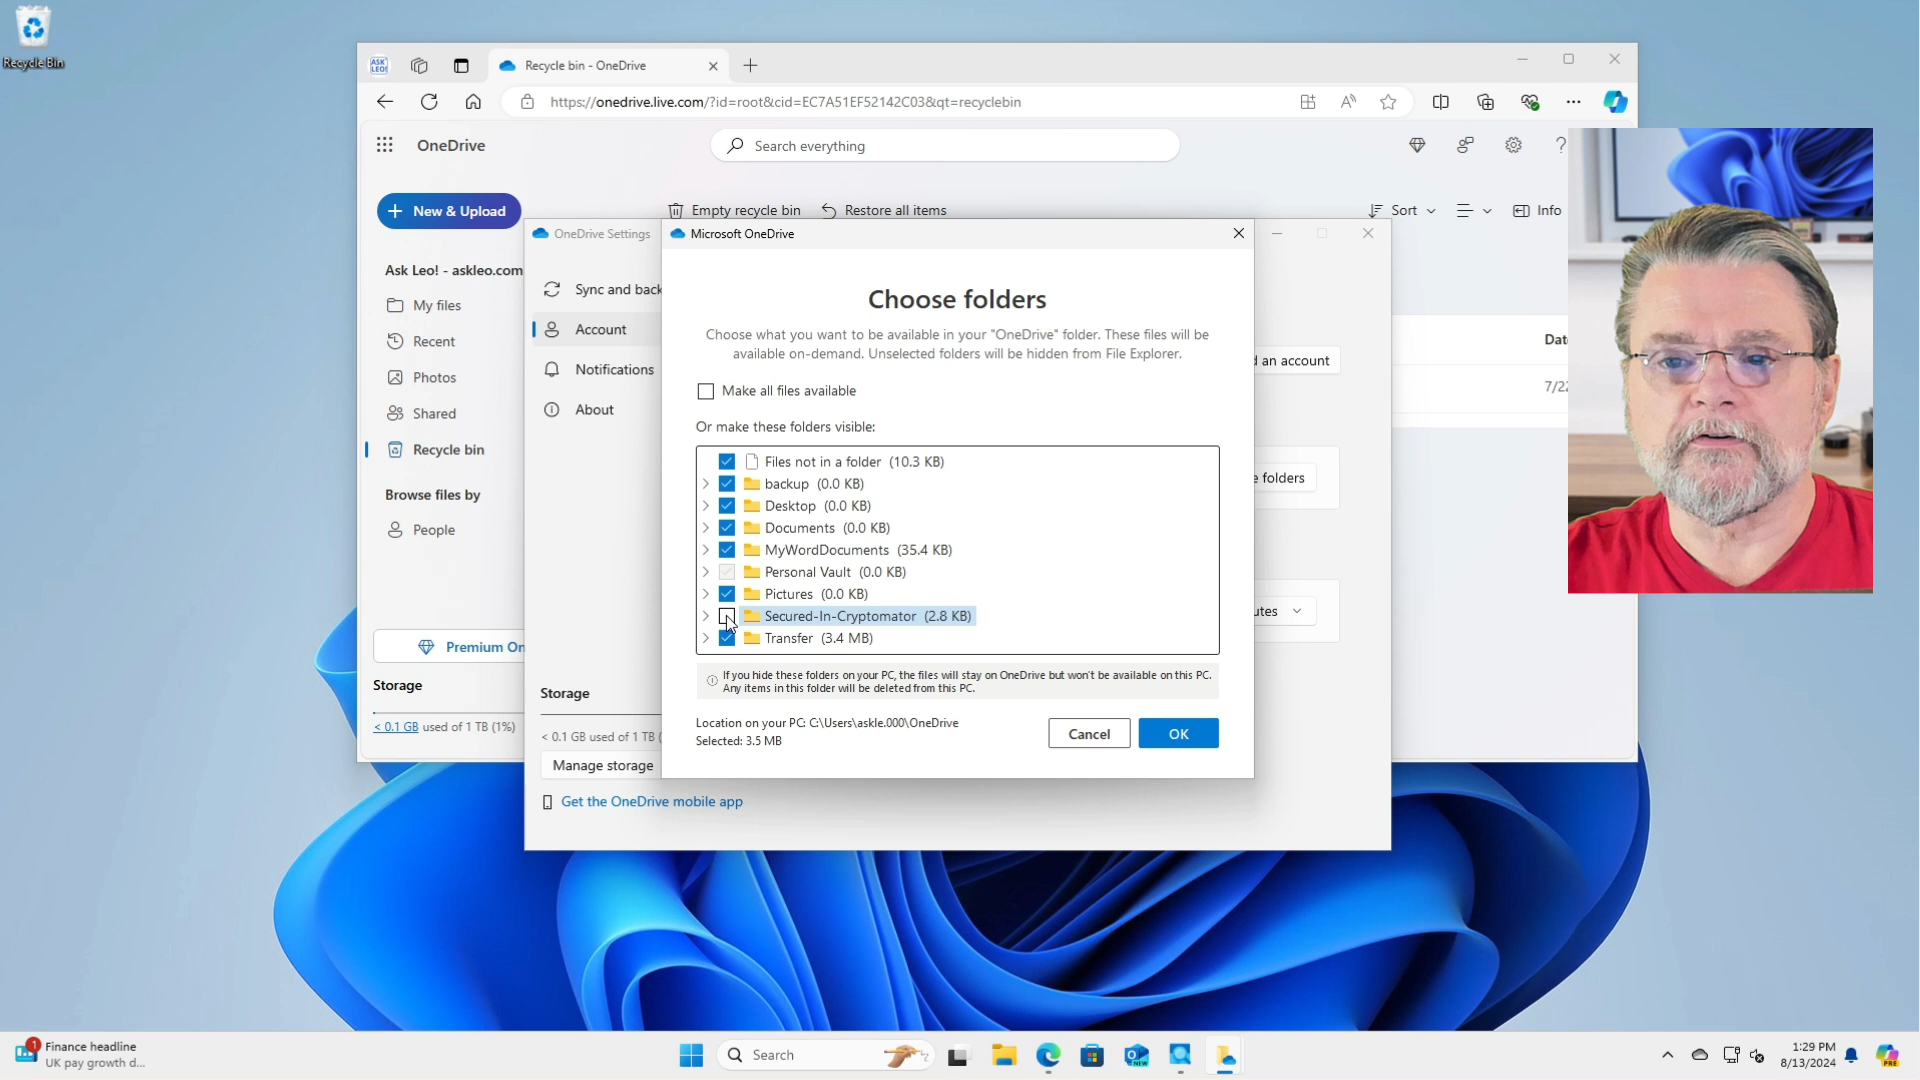 Recycle Bin
ASK LEO!
Recycle bin - OneDrive
https://onedrive.live.com/?id=root&cid=EC7A51EF52142C03&qt=recyclebin
OneDrive
Search everything
New & Upload
Empty recycle bin
Restore all items
Sort
Info
Ask Leo! - askleo.com
My files
Recent
Photos
Shared
Recycle bin
Browse files by
People
Premium On
Storage
< 0.1 GB used of 1 TB (1%)
OneDrive Settings
Sync and back
Account
Notifications
About
Storage
< 0.1 GB used of 1 TB (
Manage storage
Get the OneDrive mobile app
Microsoft OneDrive
Choose folders
Choose what you want to be available in your "OneDrive" folder. These files will be
available on-demand. Unselected folders will be hidden from File Explorer.
Make all files available
Or make these folders visible:
Files not in a folder (10.3 KB)
backup (0.0 KB)
Desktop (0.0 KB)
Documents (0.0 KB)
MyWordDocuments (35.4 KB)
Personal Vault (0.0 KB)
Pictures (0.0 KB)
Secured-In-Cryptomator (2.8 KB)
Transfer (3.4 MB)
If you hide these folders on your PC, the files will stay on OneDrive but won't be available on this PC.
Any items in this folder will be deleted from this PC.
Location on your PC: C:\Users\askle.000\OneDrive
Selected: 3.5 MB
Cancel
OK
d an account
e folders
utes
Dat
7/22
1
Finance headline
UK pay growth d...
Search
NEW
1:29 PM
8/13/2024
PRE